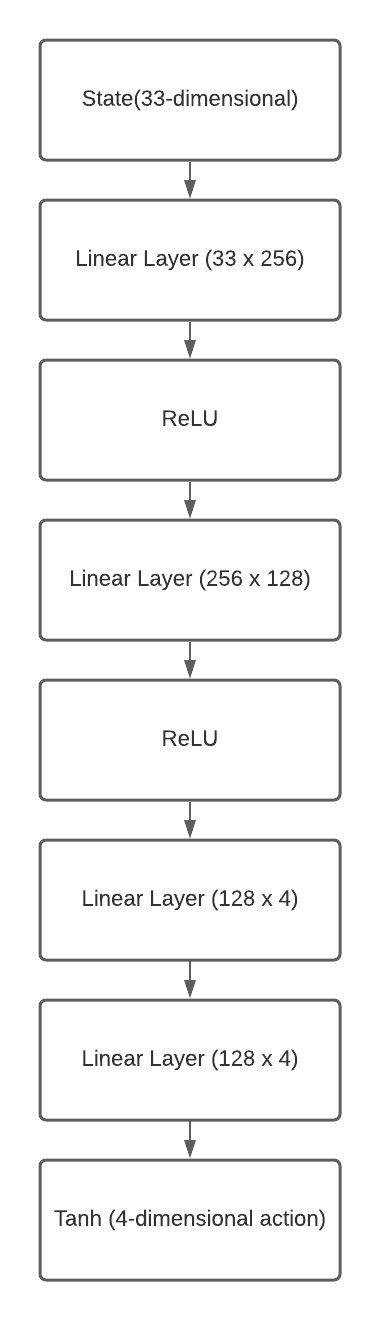 State(33-dimensional)
Linear Layer (33 x 256)
ReLU
Linear Layer (256 x 128)
ReLU
Linear Layer (128 x 4)
Linear Layer (128 x 4)
Tanh (4-dimensional action)